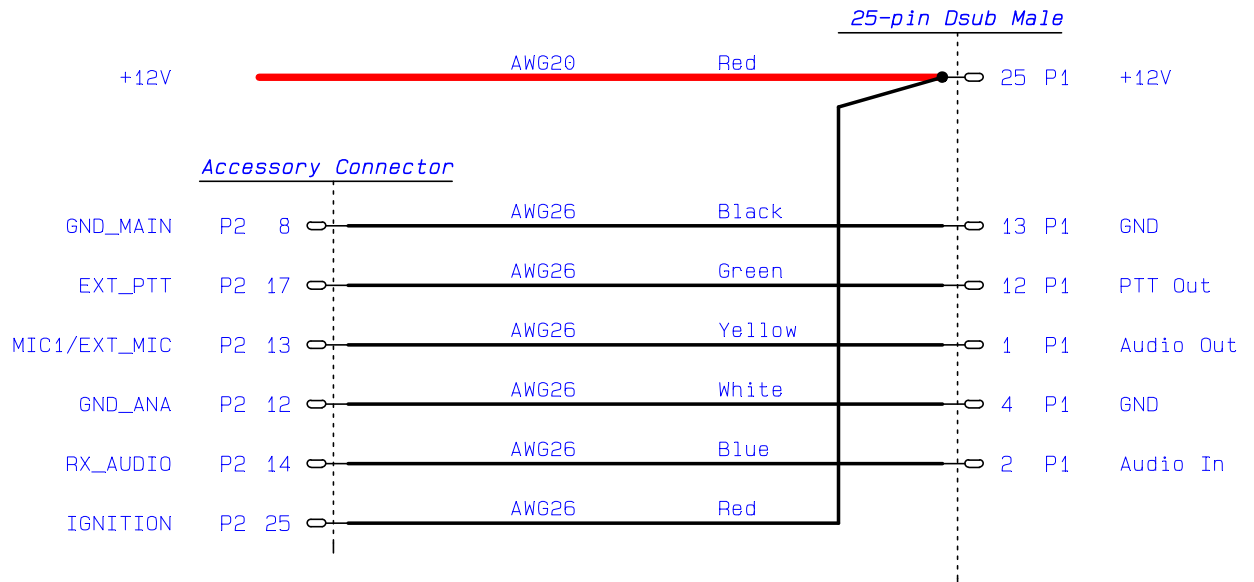 25-pin Dsub Male
+12V AWG20 Red 25 P1 +12V
Accessory Connector
GND_MAIN P2 8 AWG26 Black 13 P1 GND
EXT_PTT P2 17 AWG26 Green 12 P1 PTT Out
MIC1/EXT_MIC P2 13 AWG26 Yellow 1 P1 Audio Out
GND_ANA P2 12 AWG26 White 4 P1 GND
RX_AUDIO P2 14 AWG26 Blue 2 P1 Audio In
IGNITION P2 25 AWG26 Red